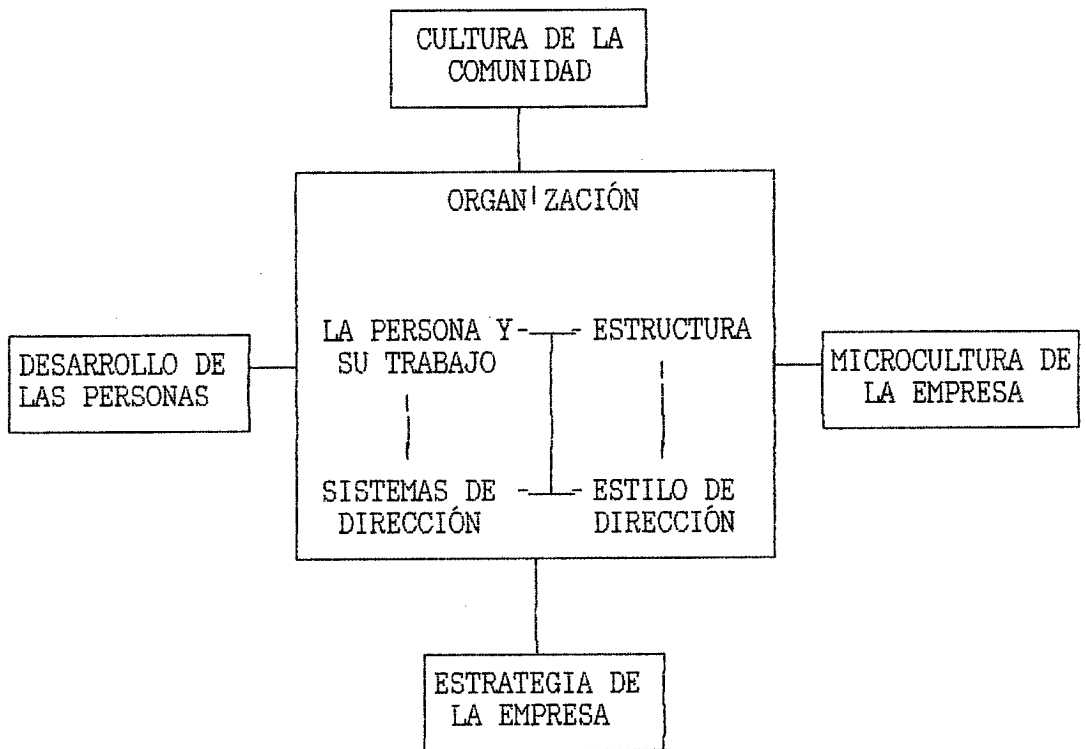 CULTURA DE LA
COMUNIDAD
ORGANIZACIÓN
LA PERSONA Y
SU TRABAJO
ESTRUCTURA
DESARROLLO DE
LAS PERSONAS
MICROCULTURA DE
LA EMPRESA
SISTEMAS DE
DIRECCIÓN
ESTILO DE
DIRECCIÓN
ESTRATEGIA DE
LA EMPRESA